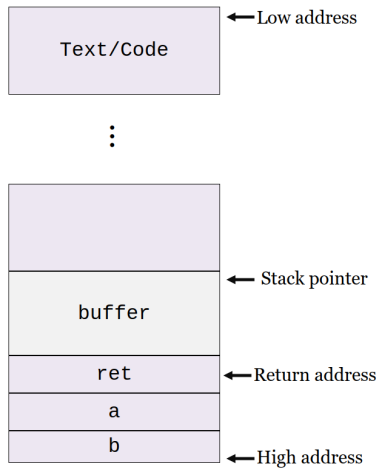 Low address
Text/Code
Stack pointer
buffer
ret
Return address
a
b
High address